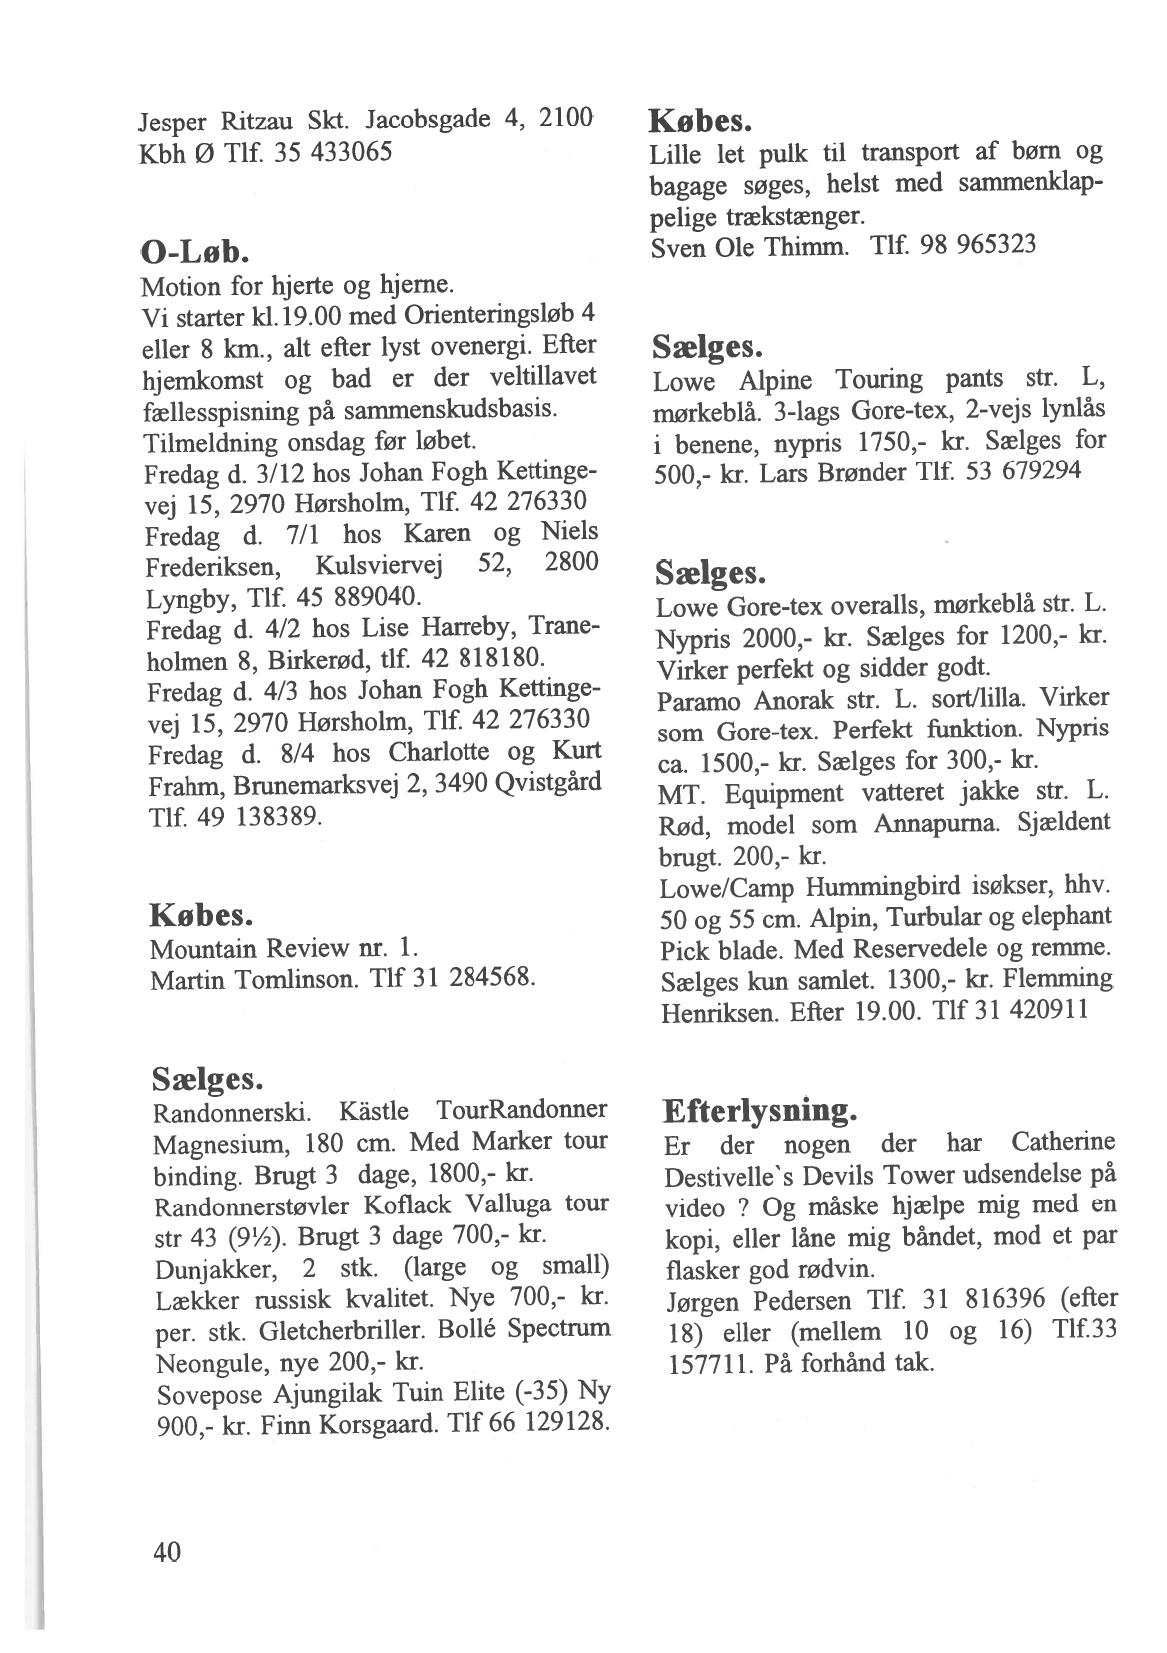 Jesper Ritzau Skt. Jacobsgade 4, 2100
Kbh Ø Tlf. 35 433065
O-Løb.
Motion for hjerte og hjerne.
Vi starter kl.19.00 med Orienteringsløb 4
eller 8 km., alt efter lyst ovenergi. Efter
hjemkomst og bad er der veltillavet
fællesspisning på sammenskudsbasis.
Tilmeldning onsdag før løbet.
Fredag d. 3/12 hos Johan Fogh Kettinge-
vej 15, 2970 Hørsholm, Tlf. 42 276330
Fredag d. 7/1 hos Karen og Niels
Frederiksen, Kulsviervej 52, 2800
Lyngby, Tlf. 45 889040.
Fredag d. 4/2 hos Lise Harreby, Trane-
holmen 8, Birkerød, tlf. 42 818180.
Fredag d. 4/3 hos Johan Fogh Kettinge-
vej 15, 2970 Hørsholm, Tlf. 42 276330
Fredag d. 8/4 hos Charlotte og Kurt
Frahm, Brunemarksvej 2, 3490 Qvistgård
Tlf. 49 138389.
Købes.
Mountain Review nr. 1.
Martin Tomlinson. Tlf 31 284568.
Sælges.
Randonnerski. Kästle TourRandonner
Magnesium, 180 cm. Med Marker tour
binding. Brugt 3 dage, 1800,- kr.
Randonnerstøvler Koflack Valluga tour
str 43 (9½). Brugt 3 dage 700,- kr.
Dunjakker, 2 stk. (large og small)
Lækker russisk kvalitet. Nye 700,- kr.
per. stk. Gletcherbriller. Bollé Spectrum
Neongule, nye 200,- kr.
Sovepose Ajungilak Tuin Elite (-35) Ny
900,- kr. Finn Korsgaard. Tlf 66 129128.
Købes.
Lille let pulk til transport af børn og
bagage søges, helst med sammenklap-
pelige trækstænger.
Sven Ole Thimm. Tlf. 98 965323
Sælges.
Lowe Alpine Touring pants str. L,
mørkeblå. 3-lags Gore-tex, 2-vejs lynlås
i benene, nypris 1750,- kr. Sælges for
500,- kr. Lars Brønder Tlf. 53 679294
Sælges.
Lowe Gore-tex overalls, mørkeblå str. L.
Nypris 2000,- kr. Sælges for 1200,- kr.
Virker perfekt og sidder godt.
Paramo Anorak str. L. sort/lilla. Virker
som Gore-tex. Perfekt funktion. Nypris
ca. 1500,- kr. Sælges for 300,- kr.
MT. Equipment vatteret jakke str. L.
Rød, model som Annapurna. Sjældent
brugt. 200,- kr.
Lowe/Camp Hummingbird isøkser, hhv.
50 og 55 cm. Alpin, Turbular og elephant
Pick blade. Med Reservedele og remme.
Sælges kun samlet. 1300,- kr. Flemming
Henriksen. Efter 19.00. Tlf 31 420911
Efterlysning.
Er der nogen der har Catherine
Destivelle`s Devils Tower udsendelse på
video ? Og måske hjælpe mig med en
kopi, eller låne mig båndet, mod et par
flasker god rødvin.
Jørgen Pedersen Tlf. 31 816396 (efter
18) eller (mellem 10 og 16) Tlf.33
157711. På forhånd tak.
40